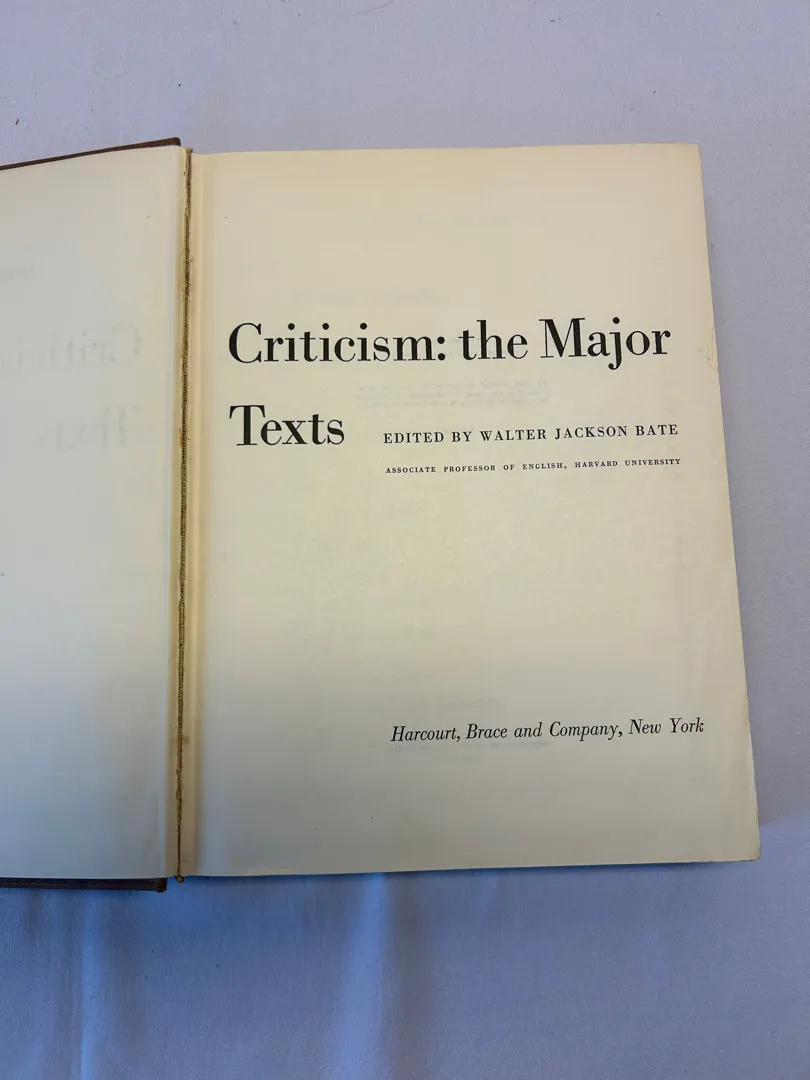 Criticism: the Major
Texts
EDITED BY WALTER JACKSON BATE
ASSOCIATE PROFESSOR OF ENGLISH, HARVARD UNIVERSITY
Harcourt, Brace and Company, New York